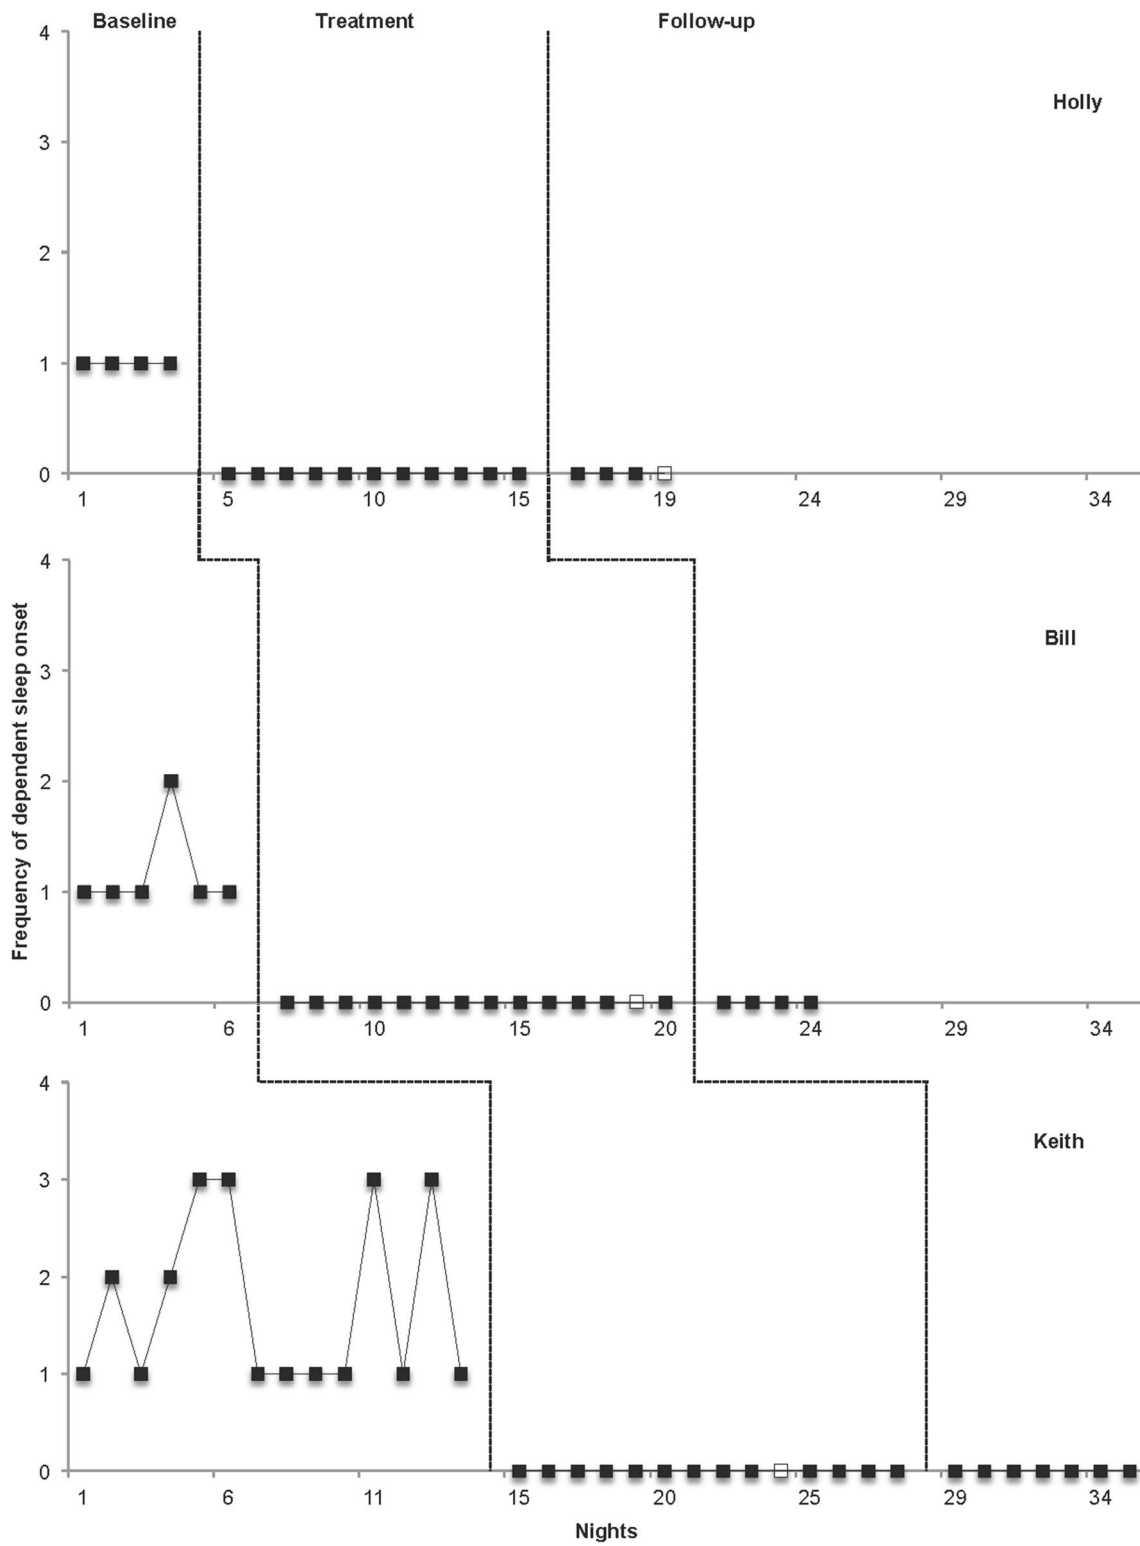 Baseline Treatment Follow-up
4
Holly
3
2
1
0
1 5 10 15 19 24 29 34
Frequency of dependent sleep onset
4
Bill
3
2
1
0
1 6 10 15 20 24 29 34
4
Keith
3
2
1
0
1 6 11 15 20 25 29 34
Nights